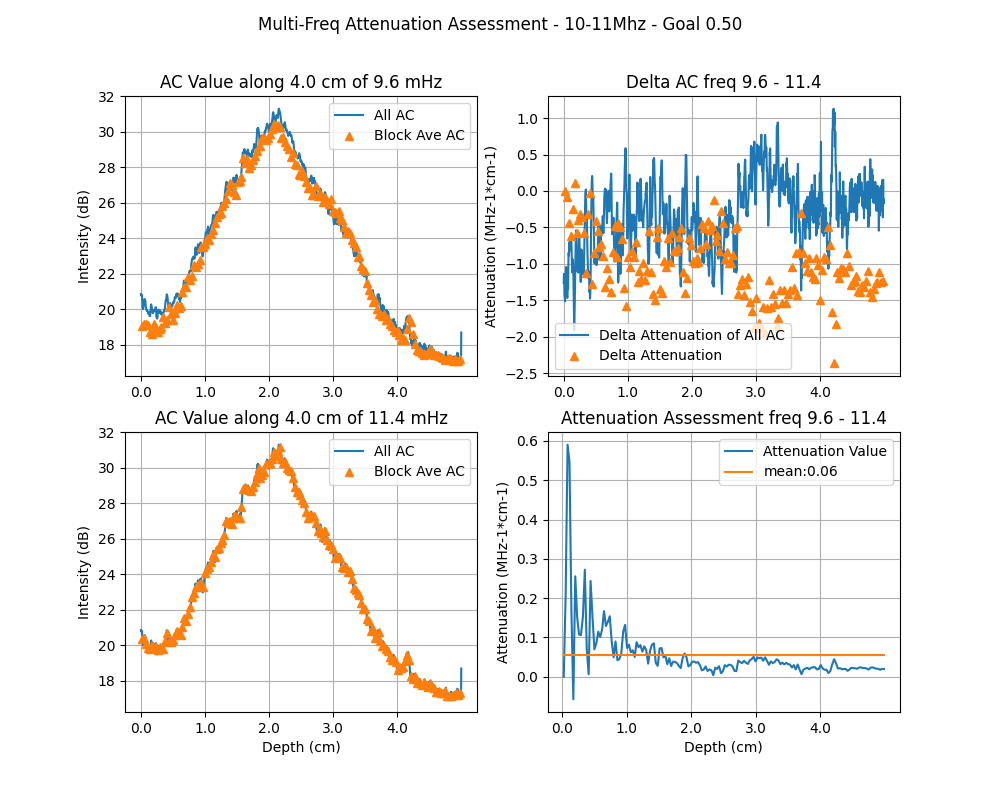 Multi-Freq Attenuation Assessment - 10-11Mhz - Goal 0.50
AC Value along 4.0 cm of 9.6 mHz
Intensity (dB)
32
30
28
26
24
22
20
18
0.0 1.0 2.0 3.0 4.0
All AC
Block Ave AC
Delta AC freq 9.6 - 11.4
Attenuation (MHz-1*cm-1)
1.0
0.5
0.0
−0.5
−1.0
−1.5
−2.0
−2.5
0.0 1.0 2.0 3.0 4.0
Delta Attenuation of All AC
Delta Attenuation
AC Value along 4.0 cm of 11.4 mHz
Intensity (dB)
32
30
28
26
24
22
20
18
0.0 1.0 2.0 3.0 4.0
Depth (cm)
All AC
Block Ave AC
Attenuation Assessment freq 9.6 - 11.4
Attenuation (MHz-1*cm-1)
0.6
0.5
0.4
0.3
0.2
0.1
0.0
0.0 1.0 2.0 3.0 4.0
Depth (cm)
Attenuation Value
mean:0.06